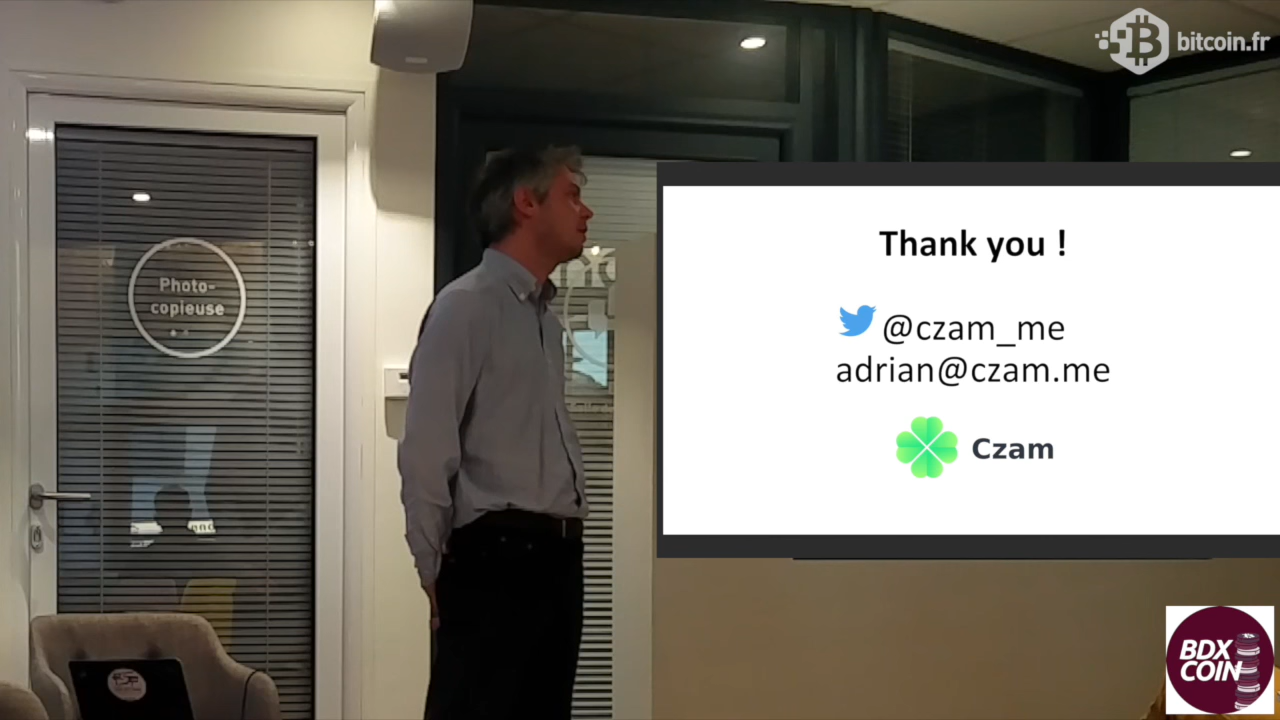 bitcoin.fr
Photo-
copieuse
Thank you !
@czam_me
adrian@czam.me
Czam
BDX
COIN